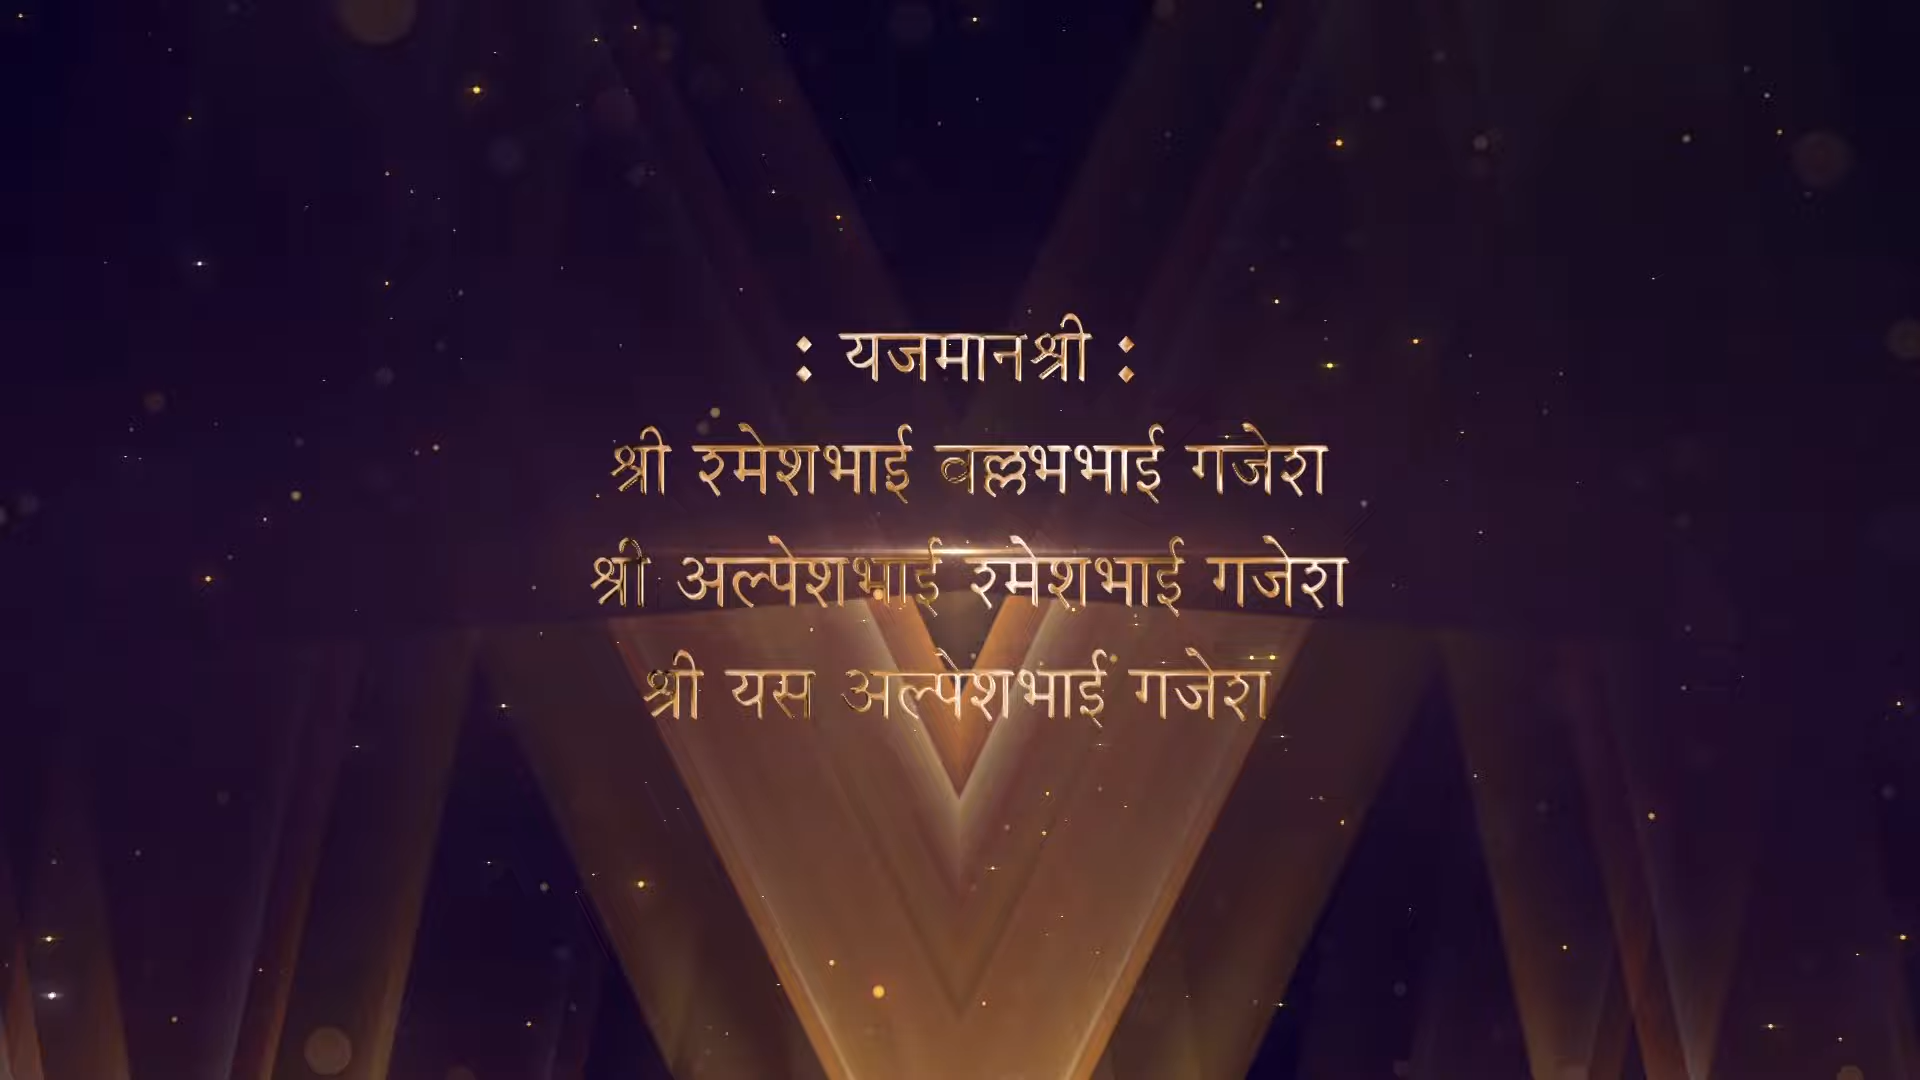 : यजमानश्री :
श्री रमेशभाई वल्लभभाई गजेरा
श्री अल्पेशभाई रमेशभाई गजेरा
श्री यस अल्पेशभाई गजेरा